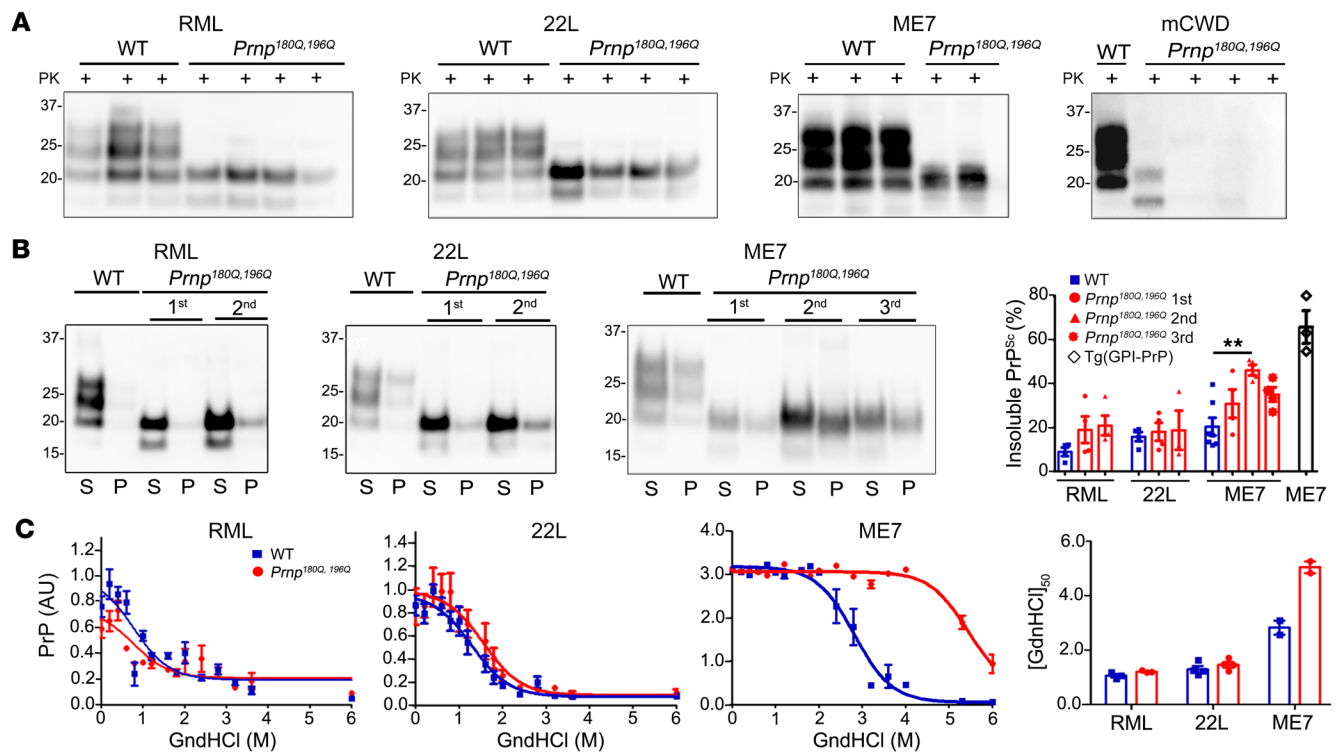 A
RML
WT Prnp180Q,196Q
PK + + + + + + +
37-
25-
20-
22L
WT Prnp180Q,196Q
PK + + + + + + +
37-
25-
20-
ME7
WT Prnp180Q,196Q
PK + + + + +
37-
25-
20-
mCWD
WT Prnp180Q,196Q
PK + + + + +
37-
25-
20-
B
RML
WT Prnp180Q,196Q
1st 2nd
37-
25-
20-
15-
S P S P S P
22L
WT Prnp180Q,196Q
1st 2nd
37-
25-
20-
15-
S P S P S P
ME7
WT Prnp180Q,196Q
1st 2nd 3rd
37-
25-
20-
15-
S P S P S P S P
WT
Prnp180Q,196Q 1st
Prnp180Q,196Q 2nd
Prnp180Q,196Q 3rd
Tg(GPI-PrP)
Insoluble PrPSc (%)
80
60
40
20
0
**
RML 22L ME7 ME7
C
RML
WT
Prnp180Q, 196Q
PrP (AU)
1.4
1.2
1.0
0.8
0.6
0.4
0.2
0.0
0 1 2 3 4 5 6
GndHCl (M)
22L
1.4
1.2
1.0
0.8
0.6
0.4
0.2
0.0
0 1 2 3 4 5 6
GndHCl (M)
ME7
4.0
3.0
2.0
1.0
0.0
0 1 2 3 4 5 6
GndHCl (M)
[GdnHCl]50
6.0
4.0
2.0
0.0
RML 22L ME7